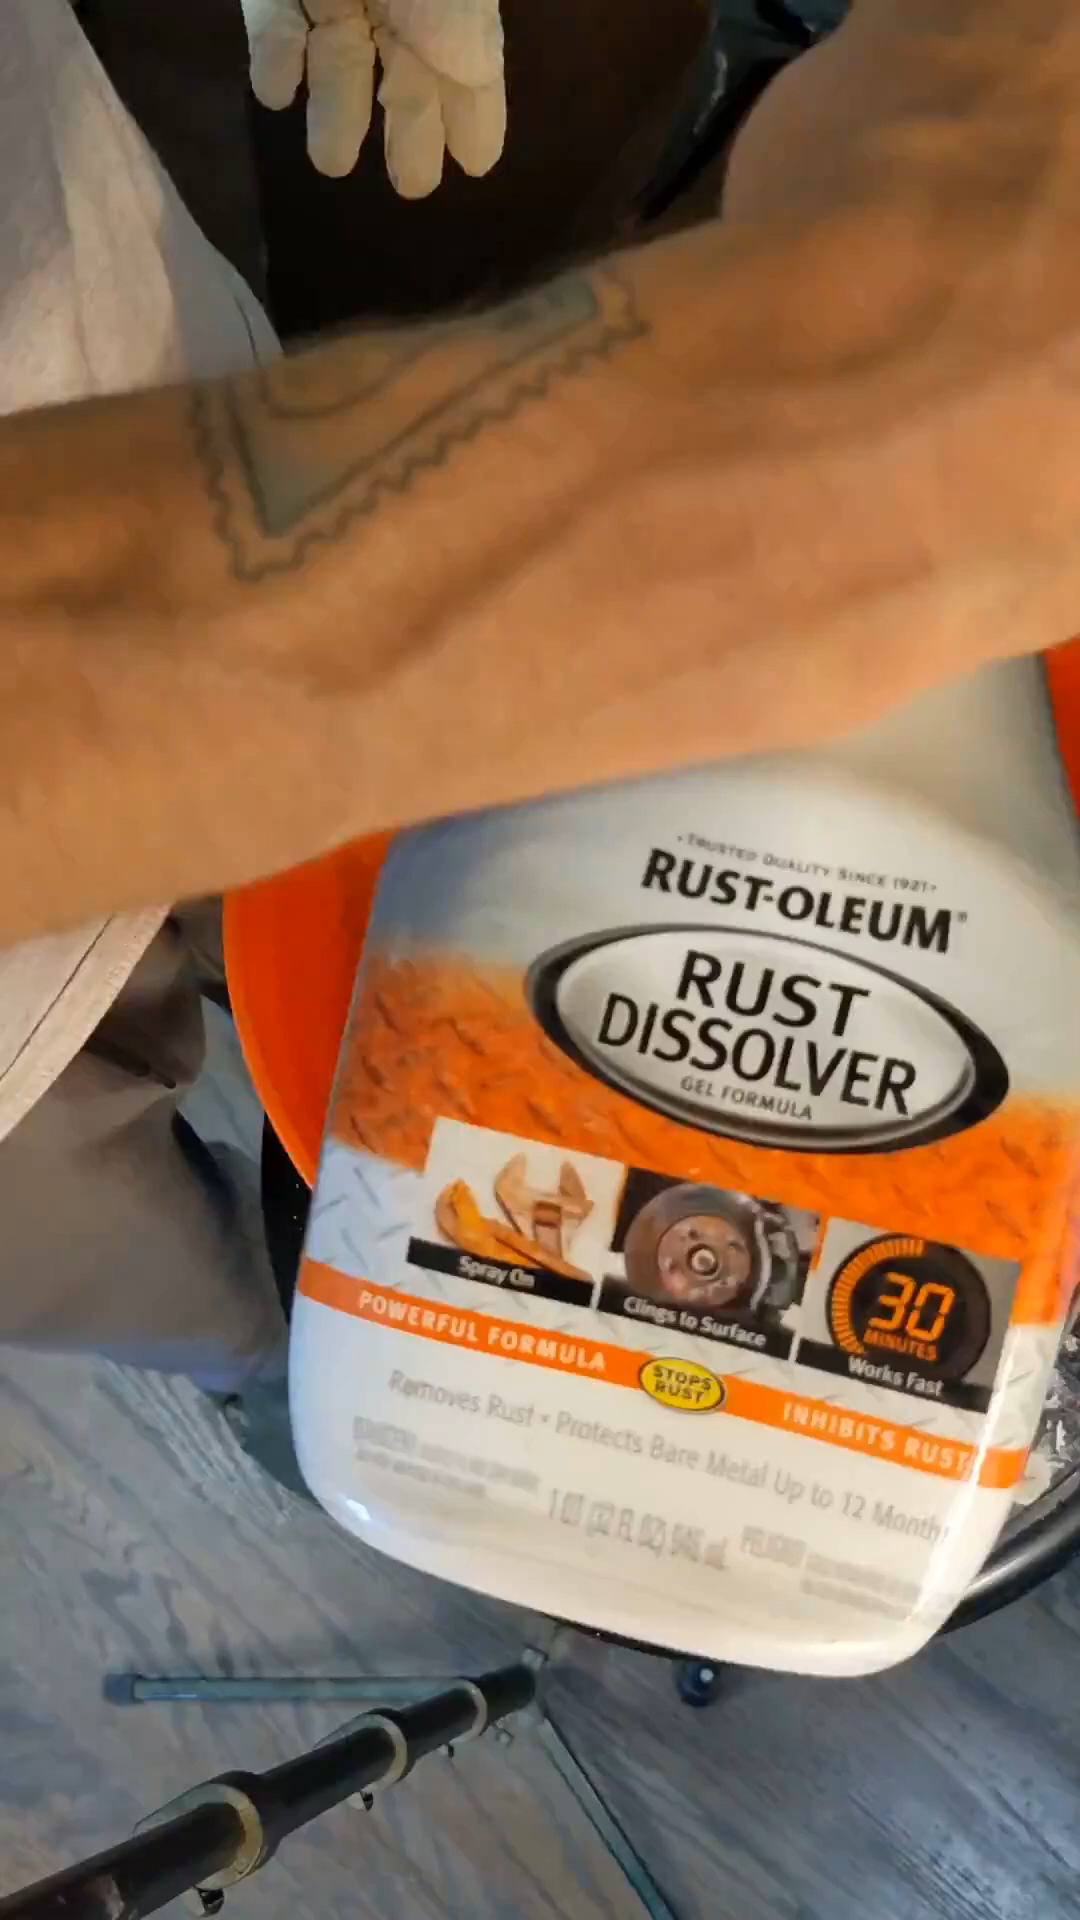 • TRUSTED QUALITY SINCE 1921 •
RUST-OLEUM®
RUST
DISSOLVER
GEL FORMULA
Spray On
Clings to Surface
30
MINUTES
Works Fast
POWERFUL FORMULA
STOPS
RUST
INHIBITS RUST
Removes Rust • Protects Bare Metal Up to 12 Month